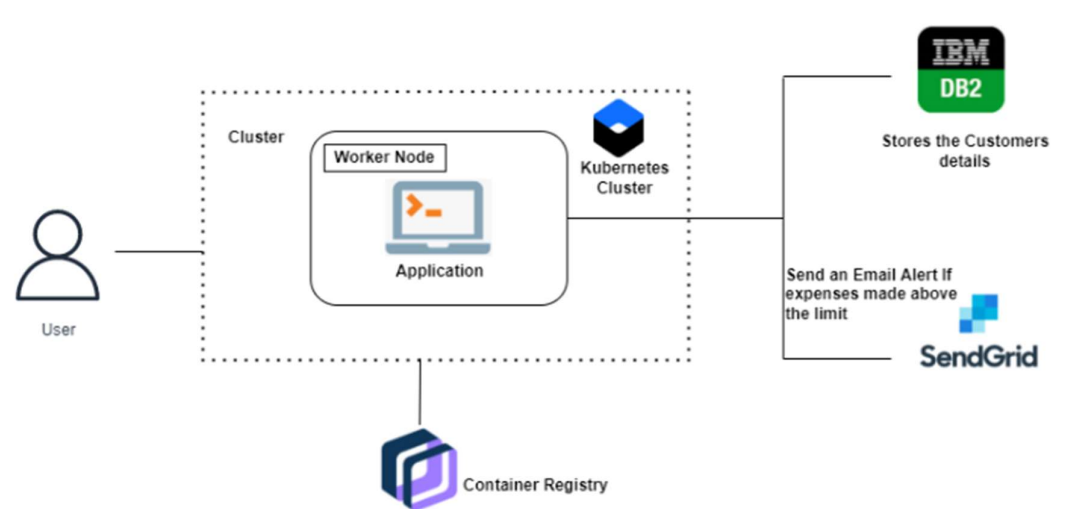 IBM
DB2
Stores the Customers
details
Cluster
Worker Node
Kubernetes
Cluster
Application
User
Send an Email Alert If
expenses made above
the limit
SendGrid
Container Registry